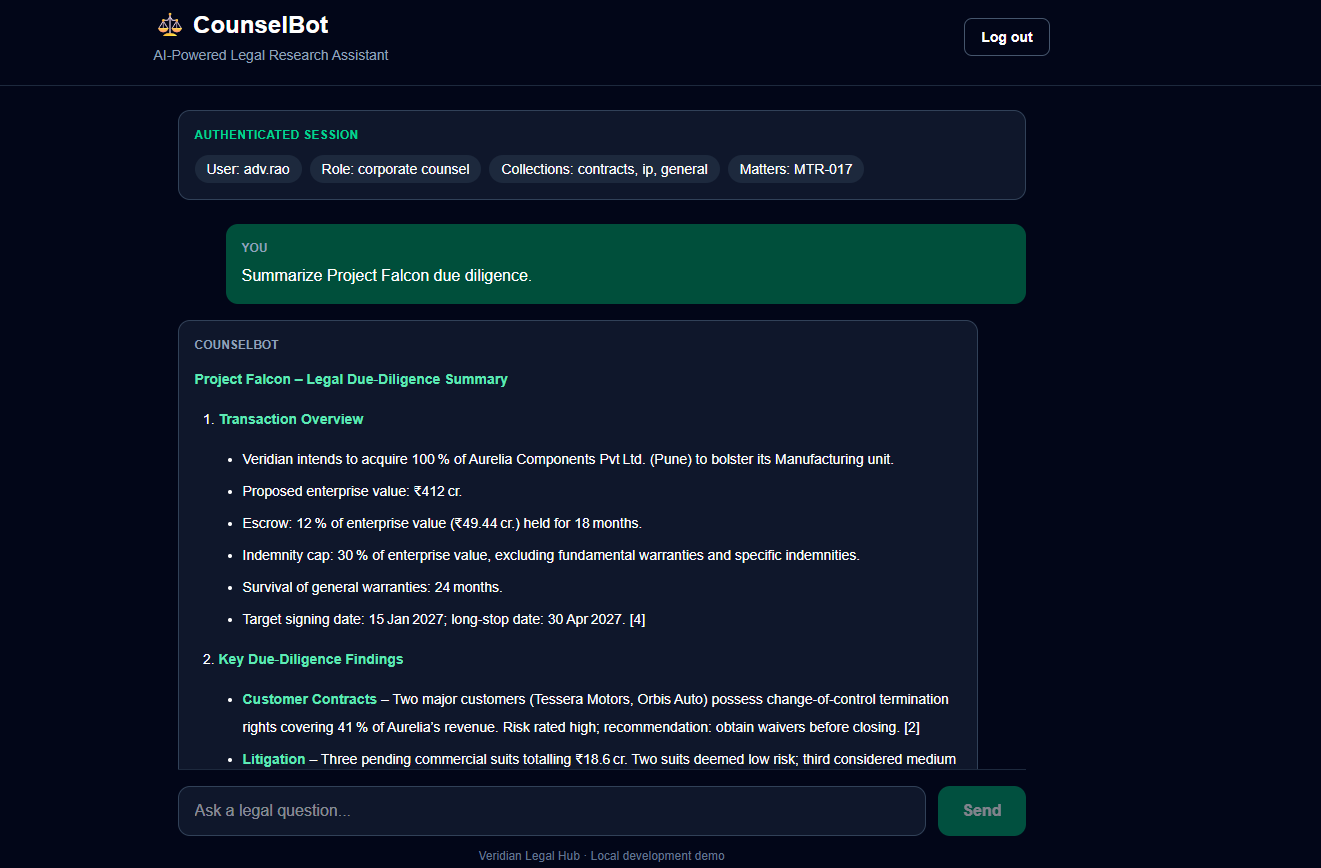 CounselBot
AI-Powered Legal Research Assistant
Log out
AUTHENTICATED SESSION
User: adv.rao
Role: corporate counsel
Collections: contracts, ip, general
Matters: MTR-017
YOU
Summarize Project Falcon due diligence.
COUNSELBOT
Project Falcon – Legal Due-Diligence Summary
1. Transaction Overview
• Veridian intends to acquire 100 % of Aurelia Components Pvt Ltd. (Pune) to bolster its Manufacturing unit.
• Proposed enterprise value: ₹412 cr.
• Escrow: 12 % of enterprise value (₹49.44 cr.) held for 18 months.
• Indemnity cap: 30 % of enterprise value, excluding fundamental warranties and specific indemnities.
• Survival of general warranties: 24 months.
• Target signing date: 15 Jan 2027; long-stop date: 30 Apr 2027. [4]
2. Key Due-Diligence Findings
• Customer Contracts – Two major customers (Tessera Motors, Orbis Auto) possess change-of-control termination
rights covering 41 % of Aurelia's revenue. Risk rated high; recommendation: obtain waivers before closing. [2]
• Litigation – Three pending commercial suits totalling ₹18.6 cr. Two suits deemed low risk; third considered medium
Ask a legal question...
Send
Veridian Legal Hub · Local development demo